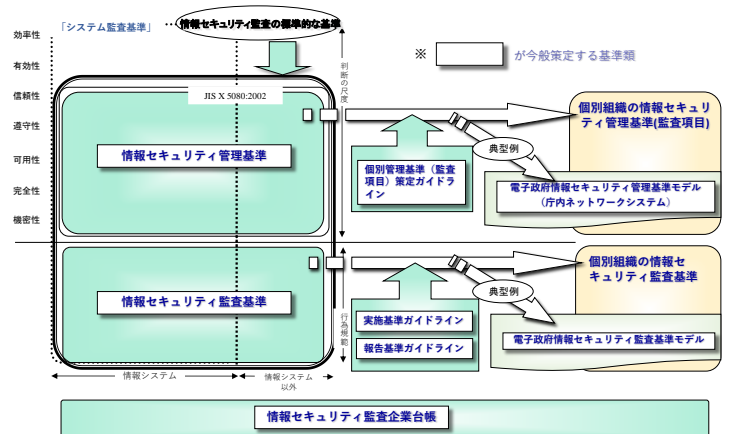 「システム監査基準」
情報セキュリティ監査の標準的な基準
効率性
有効性
信頼性
遵守性
可用性
完全性
機密性
※
が今般策定する基準類
判断の尺度
JIS X 5080:2002
情報セキュリティ管理基準
個別管理基準（監査
項目）策定ガイドラ
イン
典型例
個別組織の情報セキュリ
ティ管理基準(監査項目)
電子政府情報セキュリティ管理基準モデル
（庁内ネットワークシステム）
情報セキュリティ監査基準
行為規範
実施基準ガイドライン
報告基準ガイドライン
典型例
個別組織の情報セ
キュリティ監査基準
電子政府情報セキュリティ監査基準モデル
情報システム
情報システム
以外
情報セキュリティ監査企業台帳